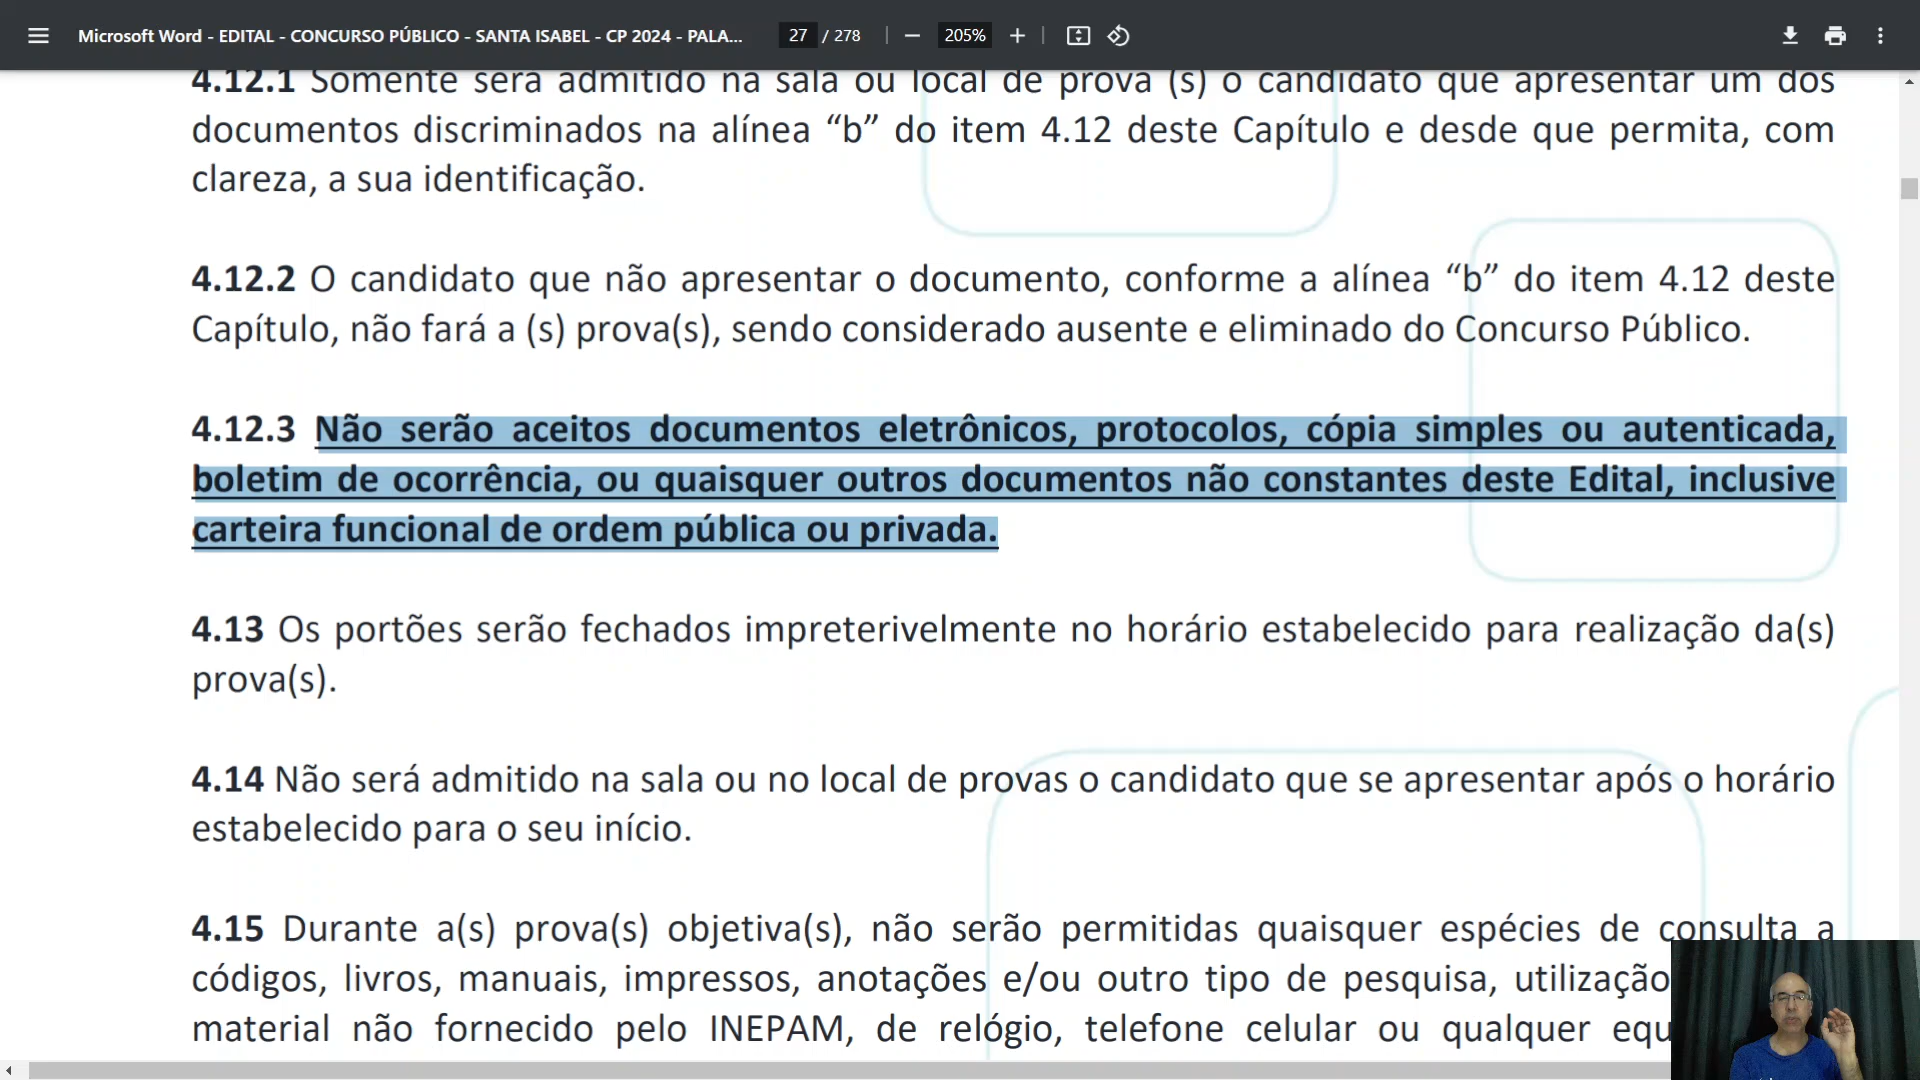 Microsoft Word - EDITAL - CONCURSO PÚBLICO - SANTA ISABEL - CP 2024 - PALA...
27 / 278
205%
4.12.1 Somente será admitido na sala ou local de prova (s) o candidato que apresentar um dos
documentos discriminados na alínea “b” do item 4.12 deste Capítulo e desde que permita, com
clareza, a sua identificação.
4.12.2 O candidato que não apresentar o documento, conforme a alínea “b” do item 4.12 deste
Capítulo, não fará a (s) prova(s), sendo considerado ausente e eliminado do Concurso Público.
4.12.3 Não serão aceitos documentos eletrônicos, protocolos, cópia simples ou autenticada,
boletim de ocorrência, ou quaisquer outros documentos não constantes deste Edital, inclusive
carteira funcional de ordem pública ou privada.
4.13 Os portões serão fechados impreterivelmente no horário estabelecido para realização da(s)
prova(s).
4.14 Não será admitido na sala ou no local de provas o candidato que se apresentar após o horário
estabelecido para o seu início.
4.15 Durante a(s) prova(s) objetiva(s), não serão permitidas quaisquer espécies de consulta a
códigos, livros, manuais, impressos, anotações e/ou outro tipo de pesquisa, utilização
material não fornecido pelo INEPAM, de relógio, telefone celular ou qualquer equ